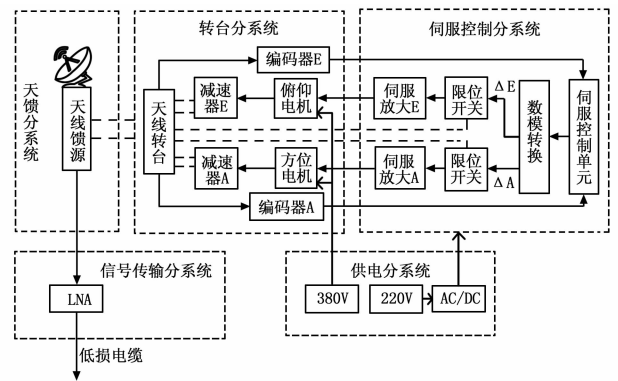 转台分系统
伺服控制分系统
天馈分系统
天线馈源
天线转台
编码器E
减速器E
俯仰电机
伺服放大E
限位开关
ΔE
数模转换
伺服控制单元
减速器A
方位电机
伺服放大A
限位开关
ΔA
编码器A
信号传输分系统
LNA
低损电缆
供电分系统
380V
220V
AC/DC